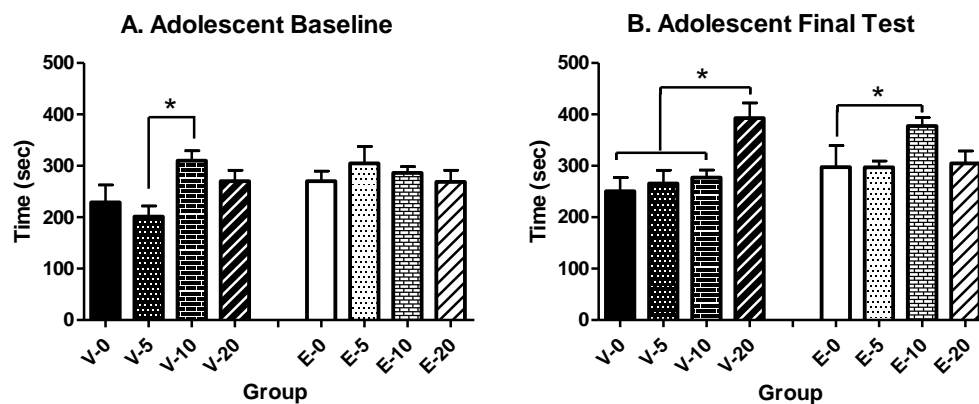 A. Adolescent Baseline
500
400
300
200
100
0
Time (sec)
*
V-0
V-5
V-10
V-20
E-0
E-5
E-10
E-20
Group
B. Adolescent Final Test
500
400
300
200
100
0
Time (sec)
*
*
V-0
V-5
V-10
V-20
E-0
E-5
E-10
E-20
Group